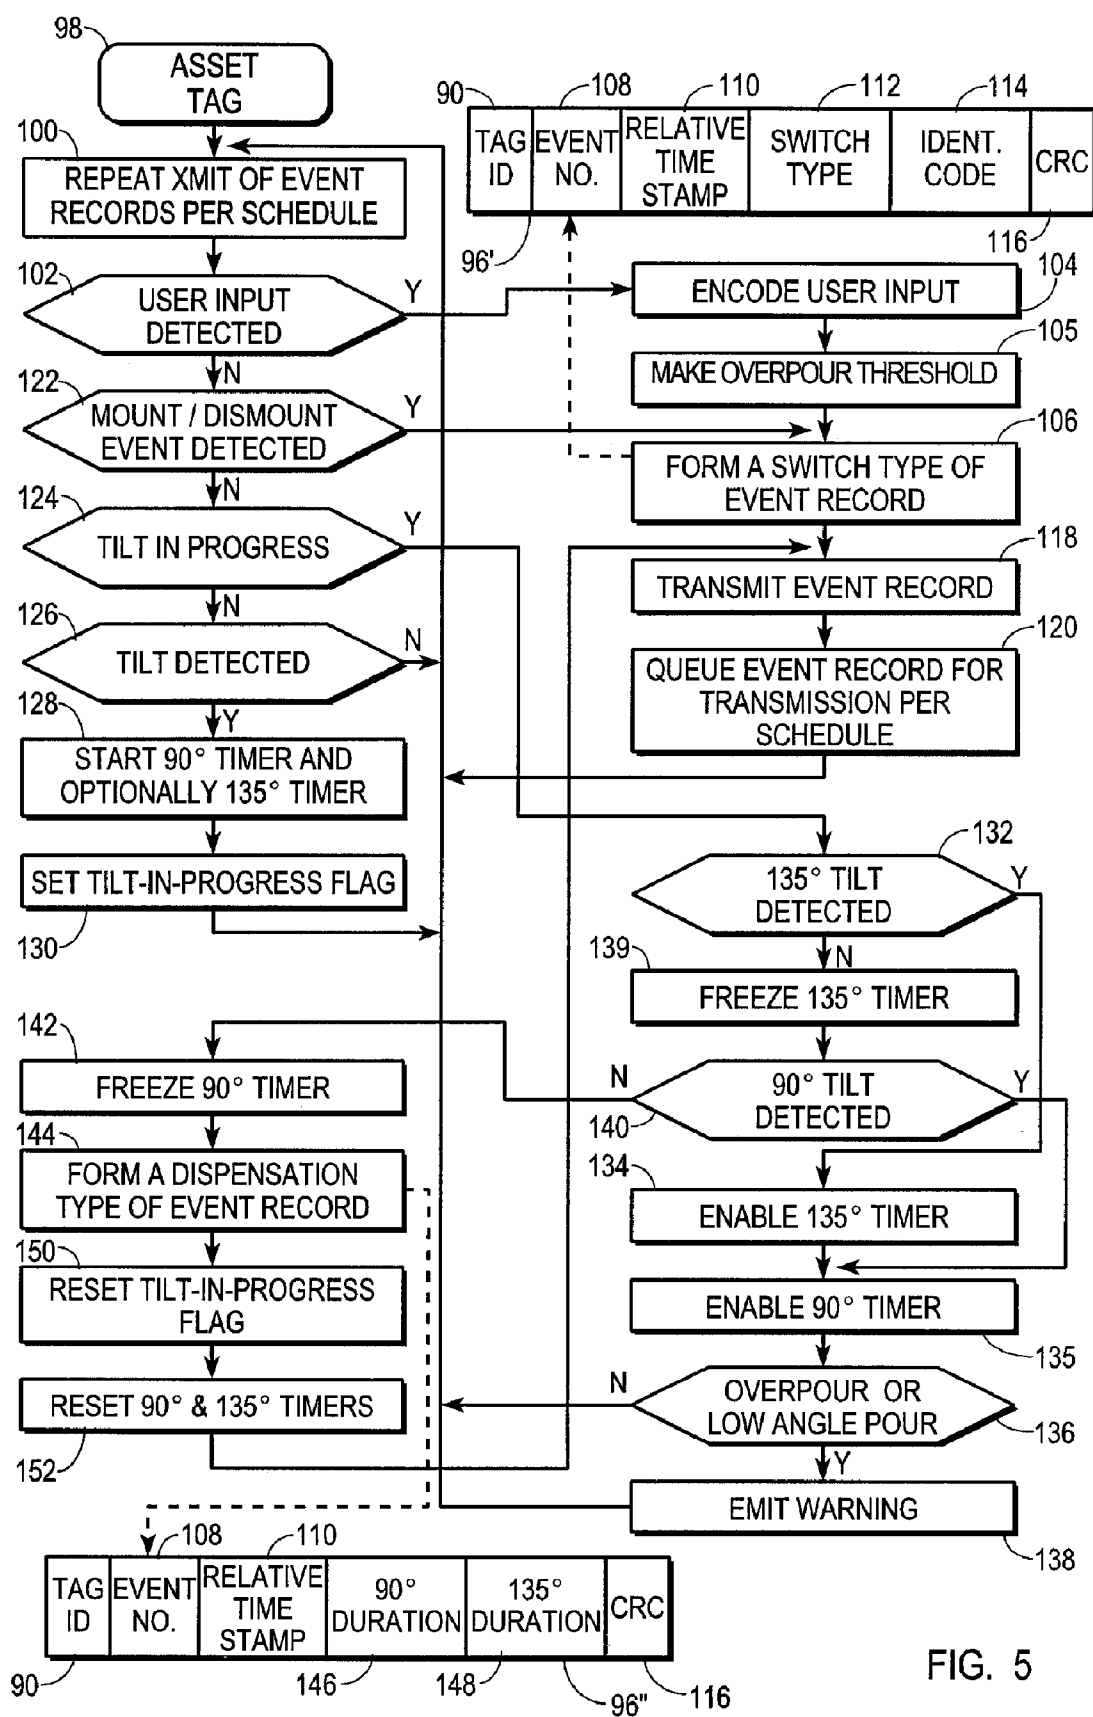 98
ASSET
TAG
100
REPEAT XMIT OF EVENT
RECORDS PER SCHEDULE
90
108
110
112
114
TAG
ID
EVENT
NO.
RELATIVE
TIME
STAMP
SWITCH
TYPE
IDENT.
CODE
CRC
96'
116
102
USER INPUT
DETECTED
Y
N
104
ENCODE USER INPUT
105
MAKE OVERPOUR THRESHOLD
122
MOUNT / DISMOUNT
EVENT DETECTED
Y
N
106
FORM A SWITCH TYPE OF
EVENT RECORD
124
TILT IN PROGRESS
Y
N
118
TRANSMIT EVENT RECORD
126
TILT DETECTED
N
Y
120
QUEUE EVENT RECORD FOR
TRANSMISSION PER
SCHEDULE
128
START 90° TIMER AND
OPTIONALLY 135° TIMER
SET TILT-IN-PROGRESS FLAG
130
132
135° TILT
DETECTED
Y
N
139
FREEZE 135° TIMER
90° TILT
DETECTED
N
Y
140
142
FREEZE 90° TIMER
144
FORM A DISPENSATION
TYPE OF EVENT RECORD
134
ENABLE 135° TIMER
150
RESET TILT-IN-PROGRESS
FLAG
ENABLE 90° TIMER
135
RESET 90° & 135° TIMERS
152
OVERPOUR OR
LOW ANGLE POUR
N
Y
136
EMIT WARNING
138
108
110
TAG
ID
EVENT
NO.
RELATIVE
TIME
STAMP
90°
DURATION
135°
DURATION
CRC
90
146
148
96"
116
FIG. 5